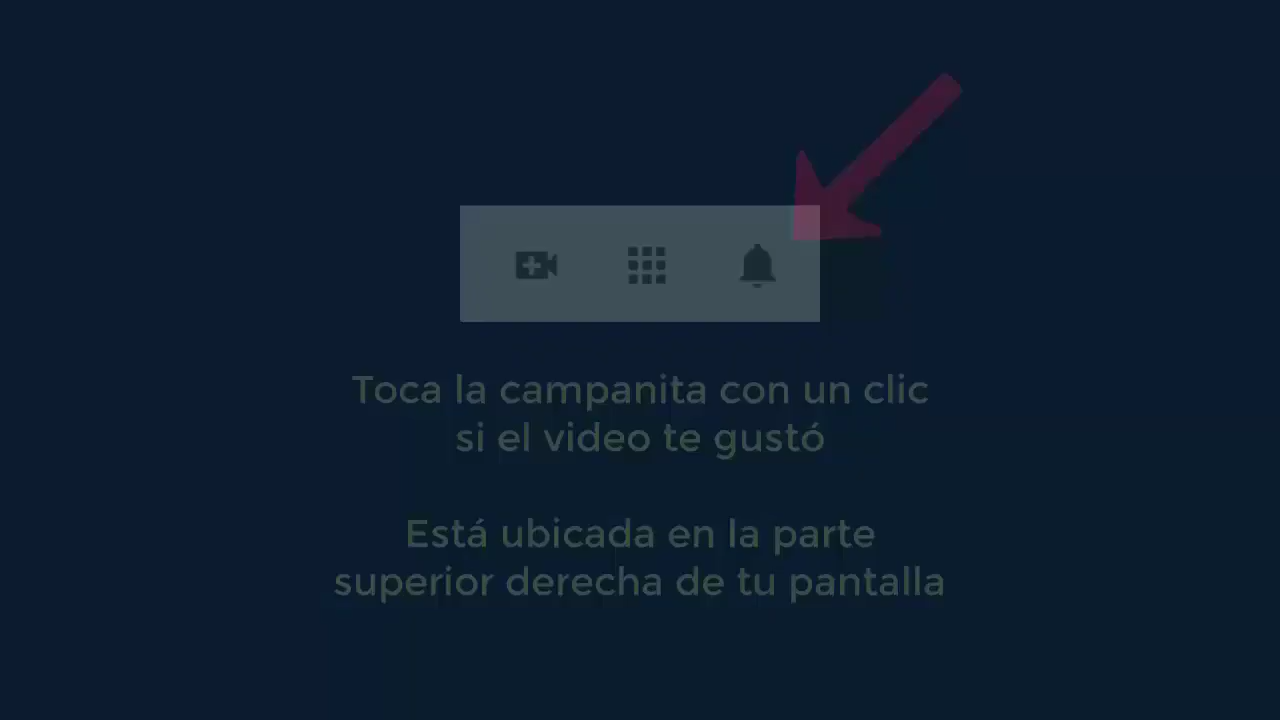 Toca la campanita con un clic
si el video te gustó
Está ubicada en la parte
superior derecha de tu pantalla